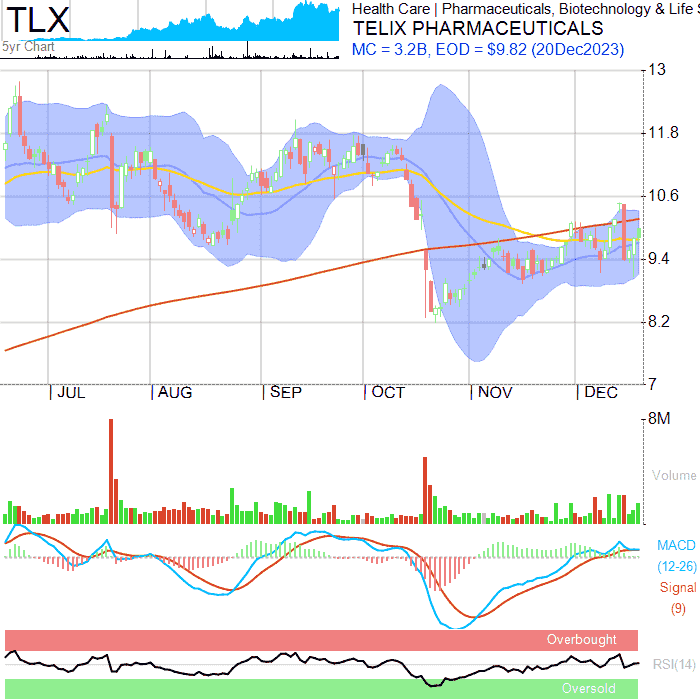 TLX
5yr Chart
Health Care | Pharmaceuticals, Biotechnology & Life S
TELIX PHARMACEUTICALS
MC = 3.2B, EOD = $9.82 (20Dec2023)
13
11.8
10.6
9.4
8.2
7
JUL AUG SEP OCT NOV DEC
8M
Volume
MACD
(12-26)
Signal
(9)
Overbought
RSI(14)
Oversold